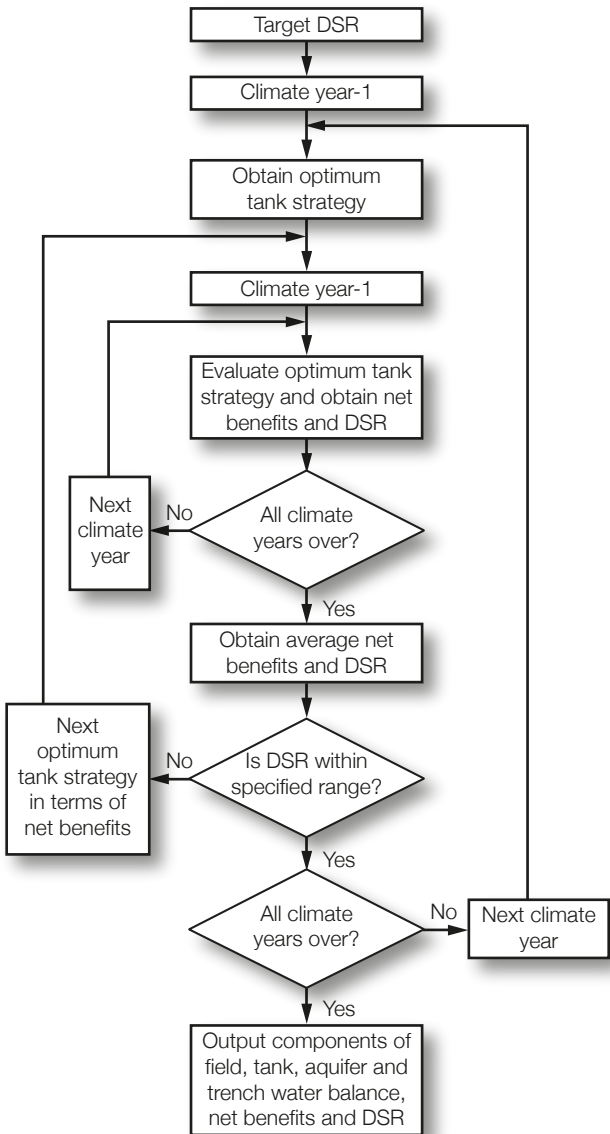 Target DSR
Climate year-1
Obtain optimum
tank strategy
Climate year-1
Evaluate optimum tank
strategy and obtain net
benefits and DSR
Next
climate
year
No
All climate
years over?
Yes
Obtain average net
benefits and DSR
Next
optimum
tank strategy
in terms of
net benefits
No
Is DSR within
specified range?
Yes
All climate
years over?
No
Next climate
year
Yes
Output components of
field, tank, aquifer and
trench water balance,
net benefits and DSR